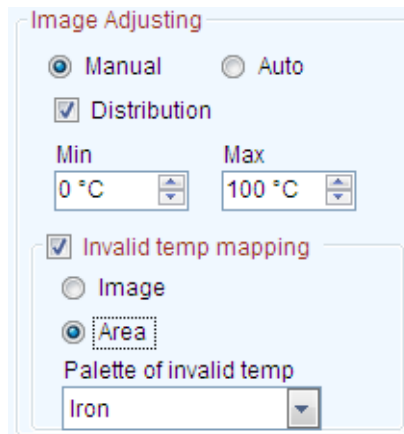 Image Adjusting
Manual Auto
Distribution
Min Max
0 °C 100 °C
Invalid temp mapping
Image
Area
Palette of invalid temp
Iron